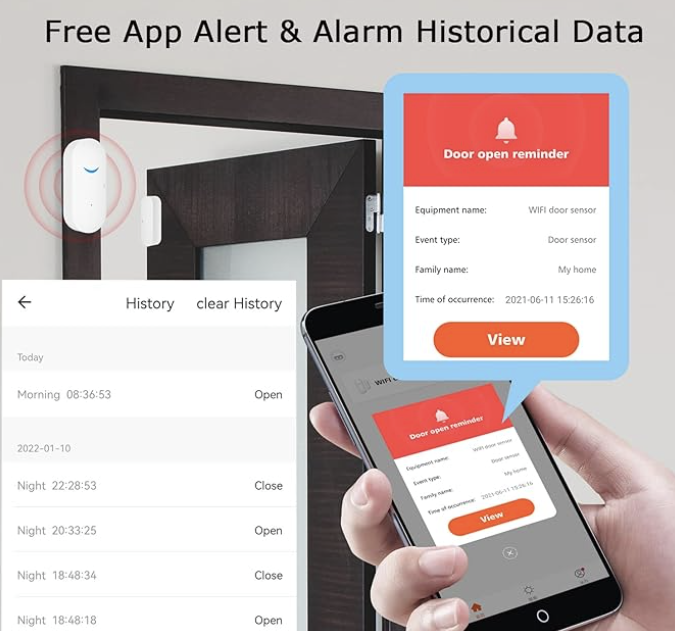 Free App Alert & Alarm Historical Data
Door open reminder
Equipment name: WIFI door sensor
Event type: Door sensor
Family name: My home
Time of occurrence: 2021-06-11 15:26:16
View
← History clear History
Today
Morning 08:36:53 Open
2022-01-10
Night 22:28:53 Close
Night 20:33:25 Open
Night 18:48:34 Close
Night 18:48:18 Open
Door open reminder
Equipment name: WIFI door sensor
Event type: Door sensor
Family name: My home
Time of occurrence: 2021-06-11 15:26:16
View